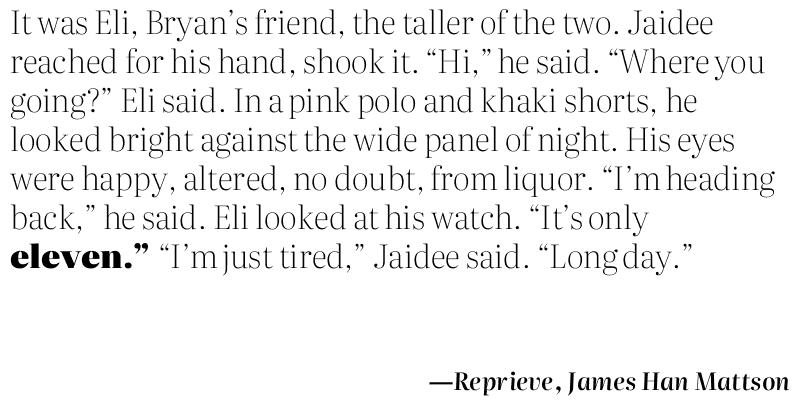 It was Eli, Bryan’s friend, the taller of the two. Jaidee
reached for his hand, shook it. “Hi,” he said. “Where you
going?” Eli said. In a pink polo and khaki shorts, he
looked bright against the wide panel of night. His eyes
were happy, altered, no doubt, from liquor. “I’m heading
back,” he said. Eli looked at his watch. “It’s only
eleven.” “I’m just tired,” Jaidee said. “Long day.”
—Reprieve, James Han Mattson